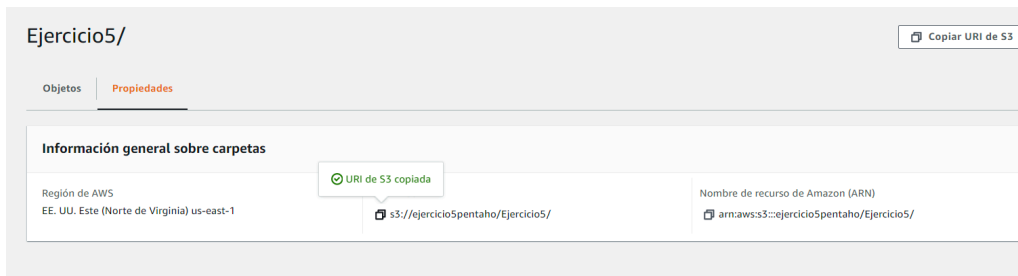 Ejercicio5/
Copiar URI de S3
Objetos
Propiedades
Información general sobre carpetas
URI de S3 copiada
Región de AWS
EE. UU. Este (Norte de Virginia) us-east-1
s3://ejercicio5pentaho/Ejercicio5/
Nombre de recurso de Amazon (ARN)
arn:aws:s3:::ejercicio5pentaho/Ejercicio5/